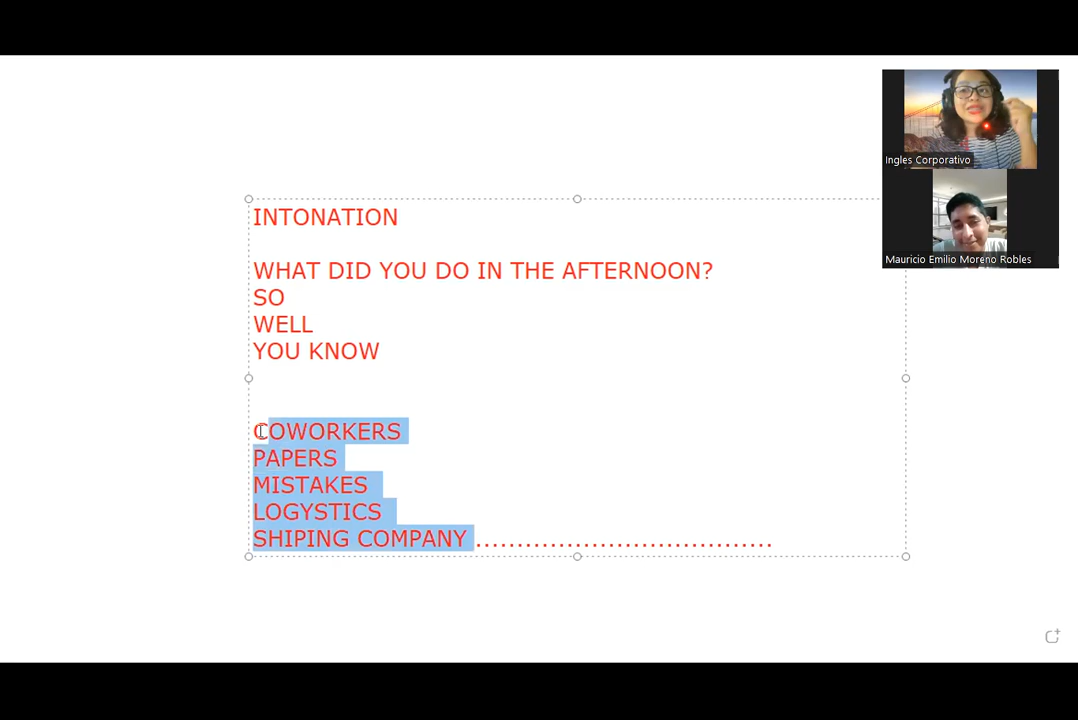 Ingles Corporativo
Mauricio Emilio Moreno Robles
INTONATION
WHAT DID YOU DO IN THE AFTERNOON?
SO
WELL
YOU KNOW
COWORKERS
PAPERS
MISTAKES
LOGYSTICS
SHIPING COMPANY ....................................